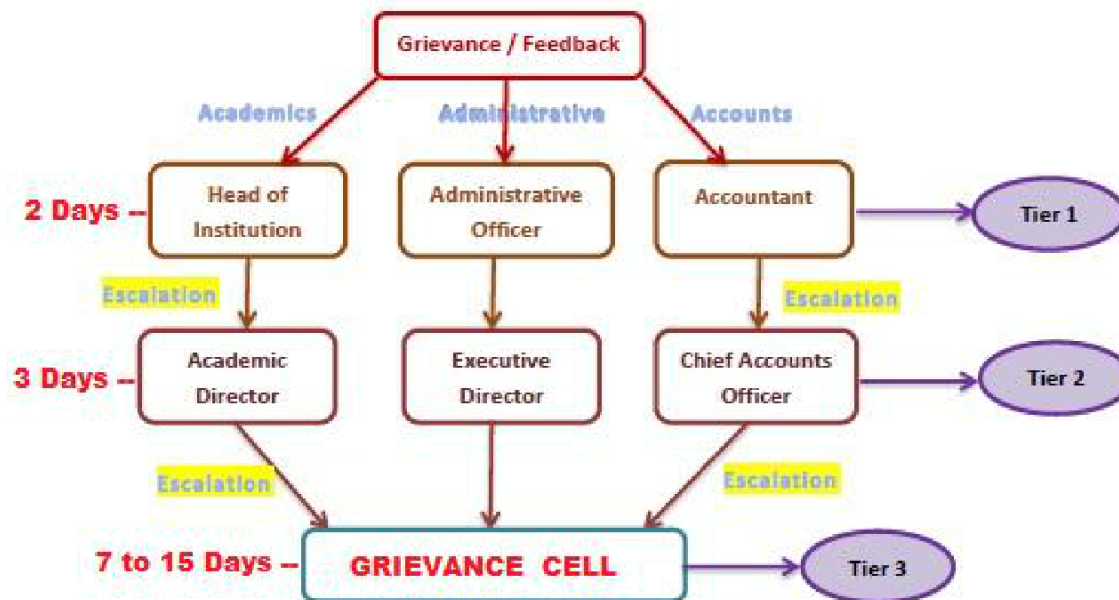 Grievance / Feedback
Academics
Administrative
Accounts
2 Days --
Head of
Institution
Administrative
Officer
Accountant
Tier 1
Escalation
Escalation
3 Days --
Academic
Director
Executive
Director
Chief Accounts
Officer
Tier 2
Escalation
Escalation
7 to 15 Days --
GRIEVANCE CELL
Tier 3